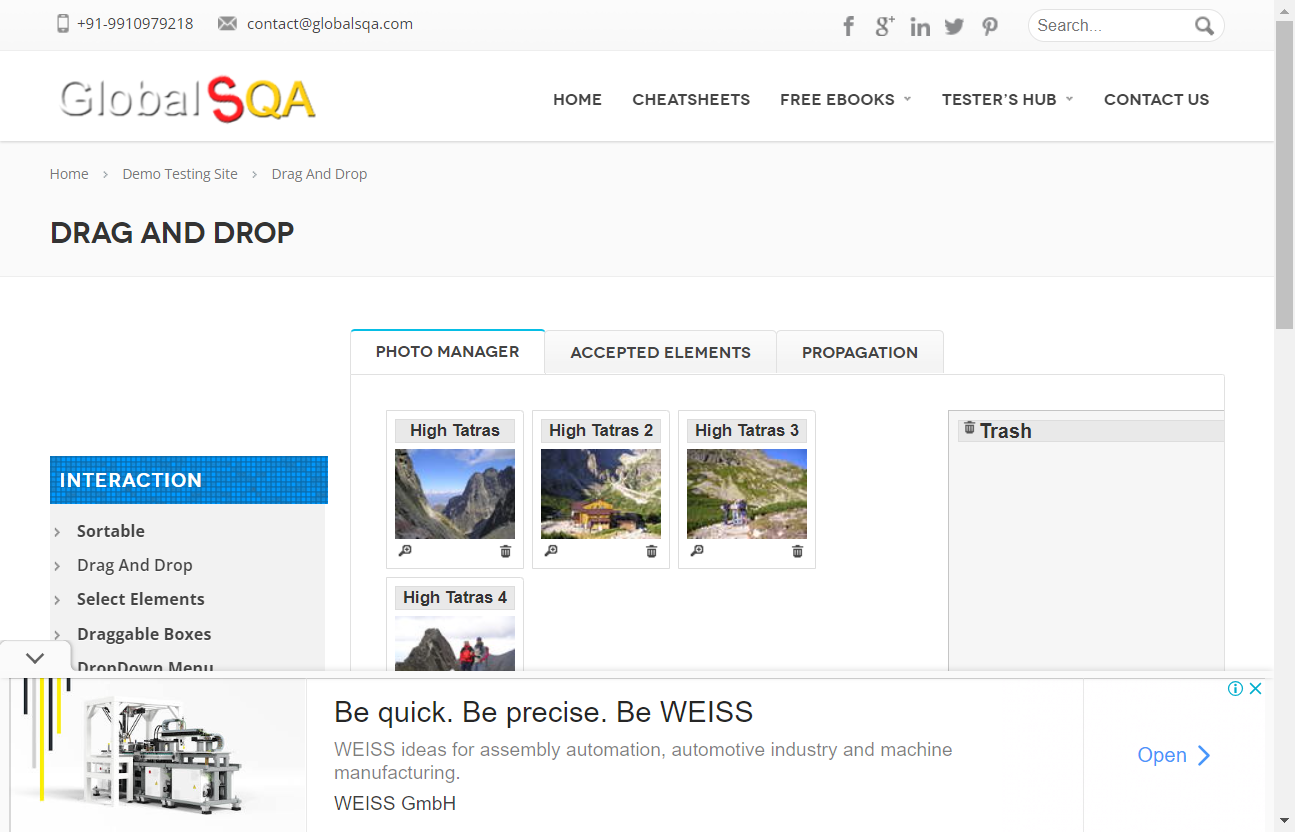 +91-9910979218 contact@globalsqa.com
Search...
GlobalSQA
HOME CHEATSHEETS FREE EBOOKS TESTER'S HUB CONTACT US
Home › Demo Testing Site › Drag And Drop
DRAG AND DROP
PHOTO MANAGER ACCEPTED ELEMENTS PROPAGATION
High Tatras High Tatras 2 High Tatras 3
Trash
High Tatras 4
INTERACTION
Sortable
Drag And Drop
Select Elements
Draggable Boxes
DropDown Menu
Be quick. Be precise. Be WEISS
WEISS ideas for assembly automation, automotive industry and machine
manufacturing.
WEISS GmbH
Open